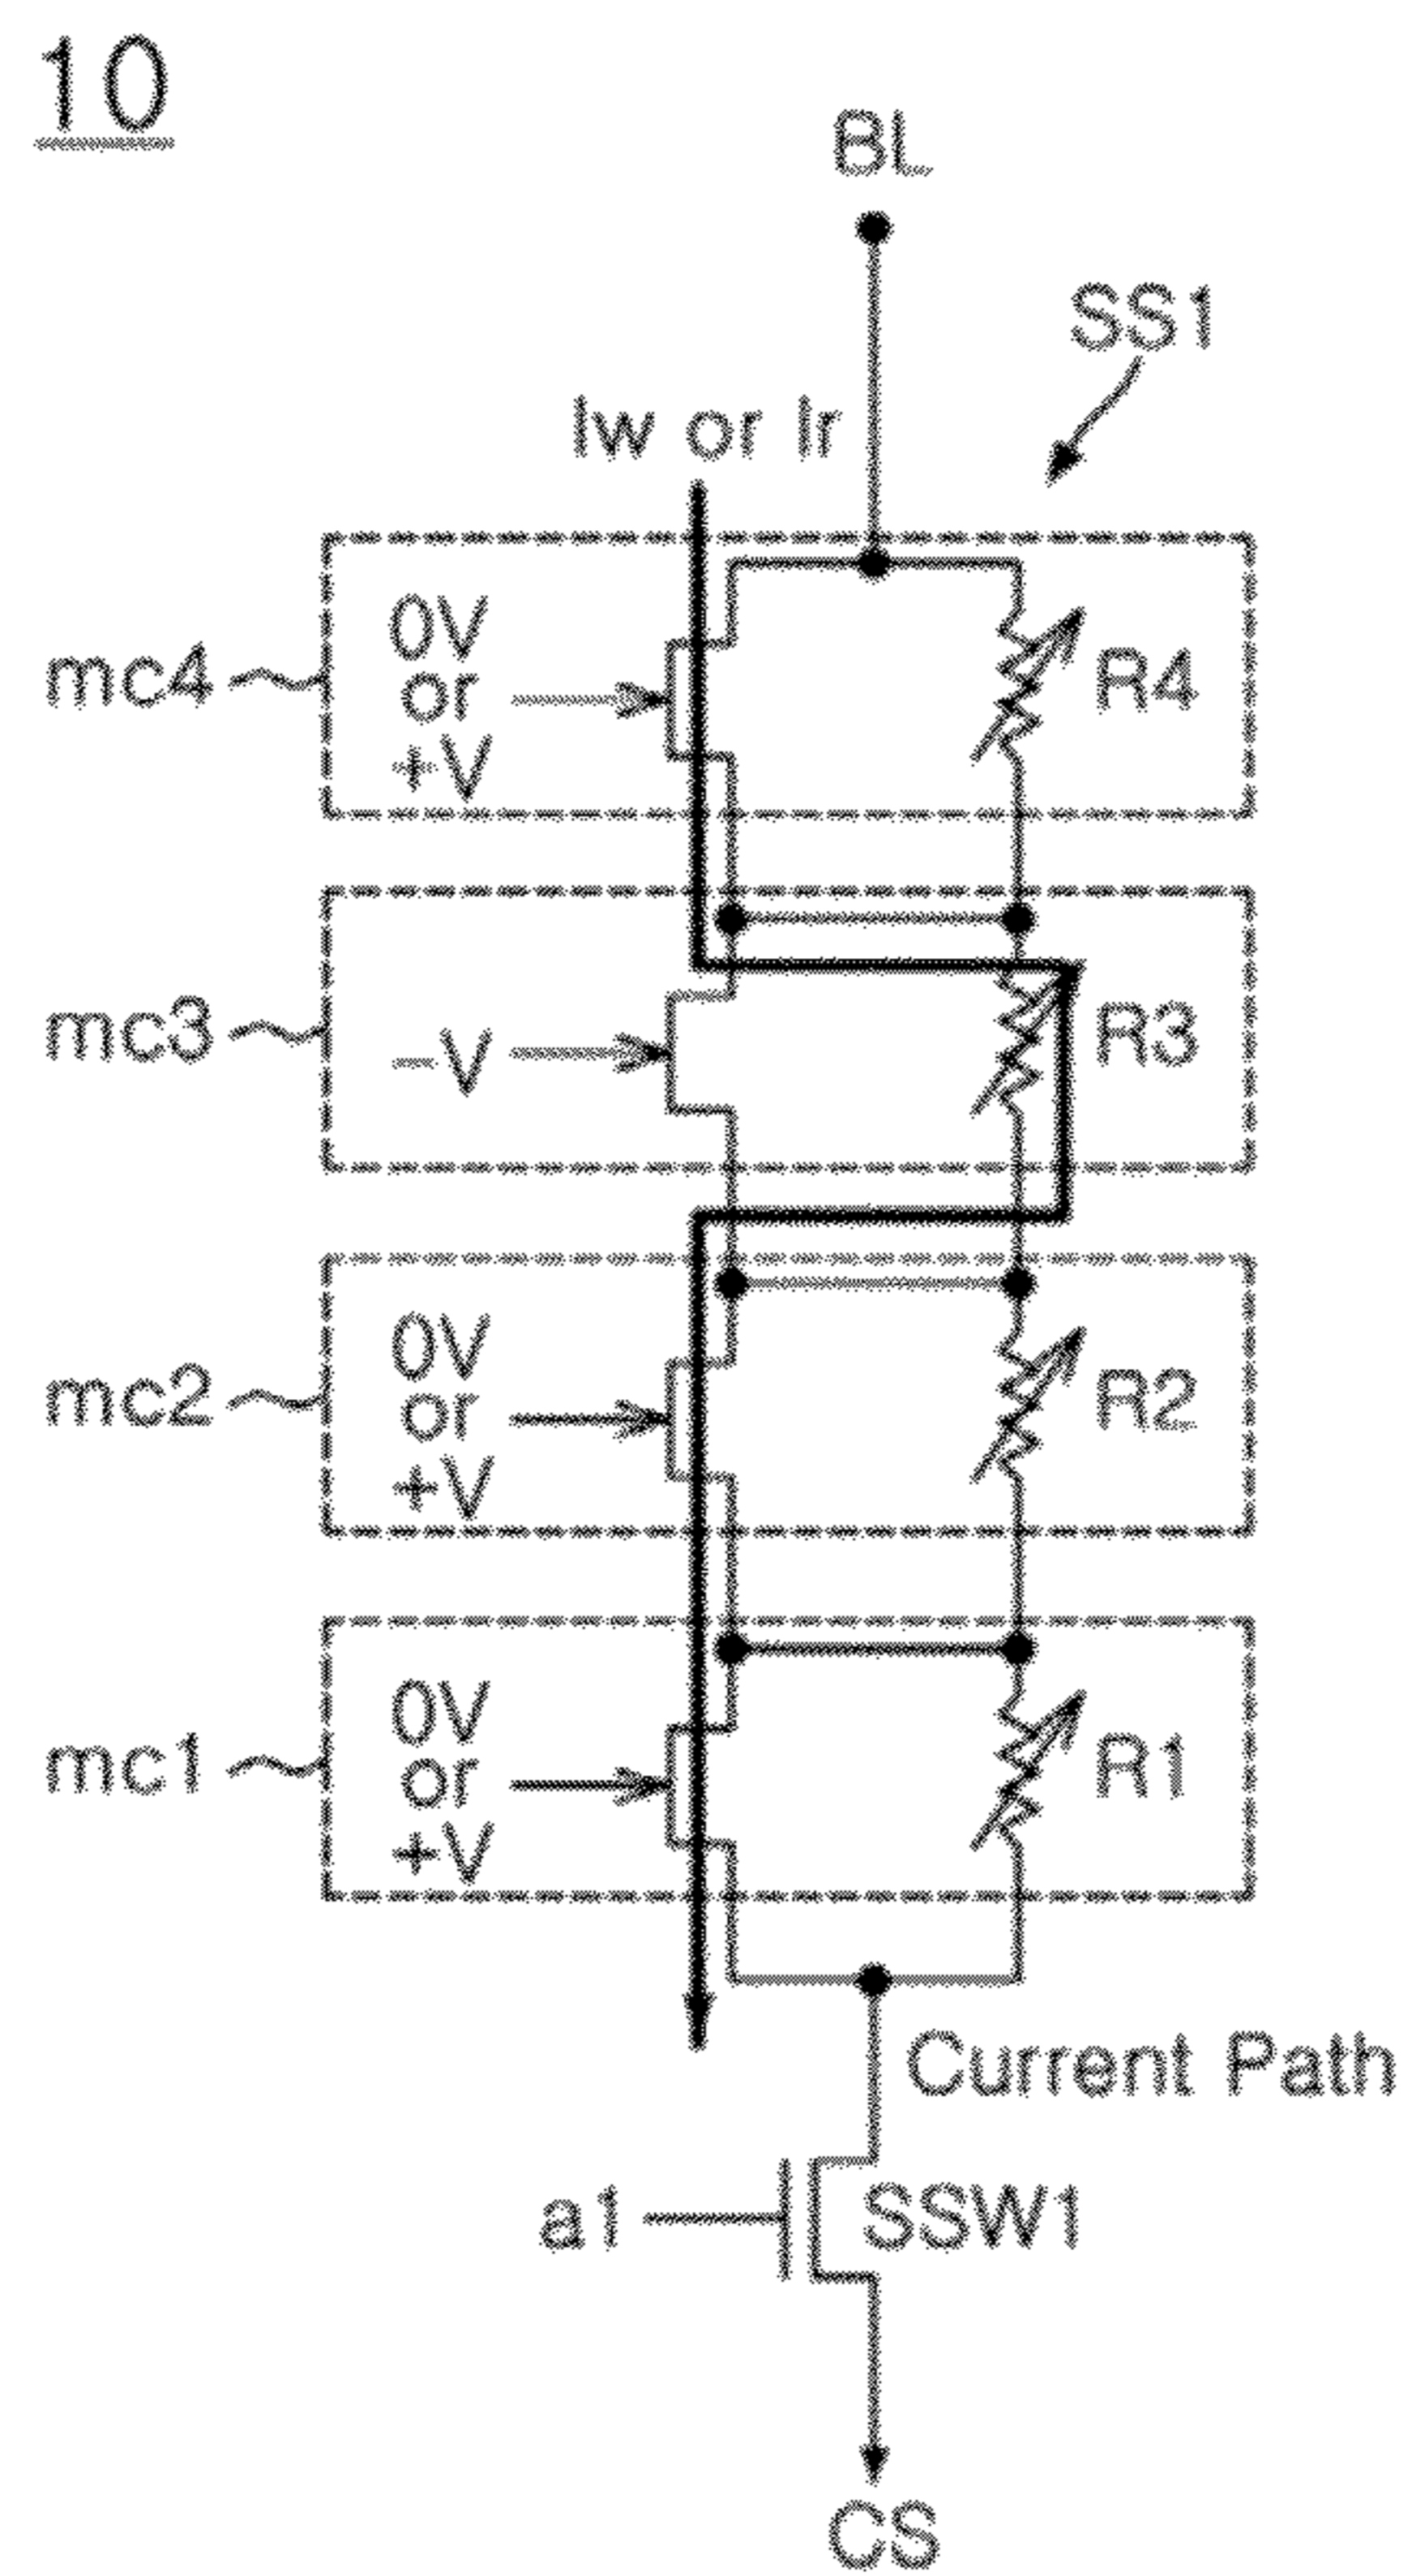 10
BL
SS1
Iw or Ir
mc4
0V
or
+V
R4
mc3
-V
R3
mc2
0V
or
+V
R2
mc1
0V
or
+V
R1
Current Path
a1
SSW1
CS